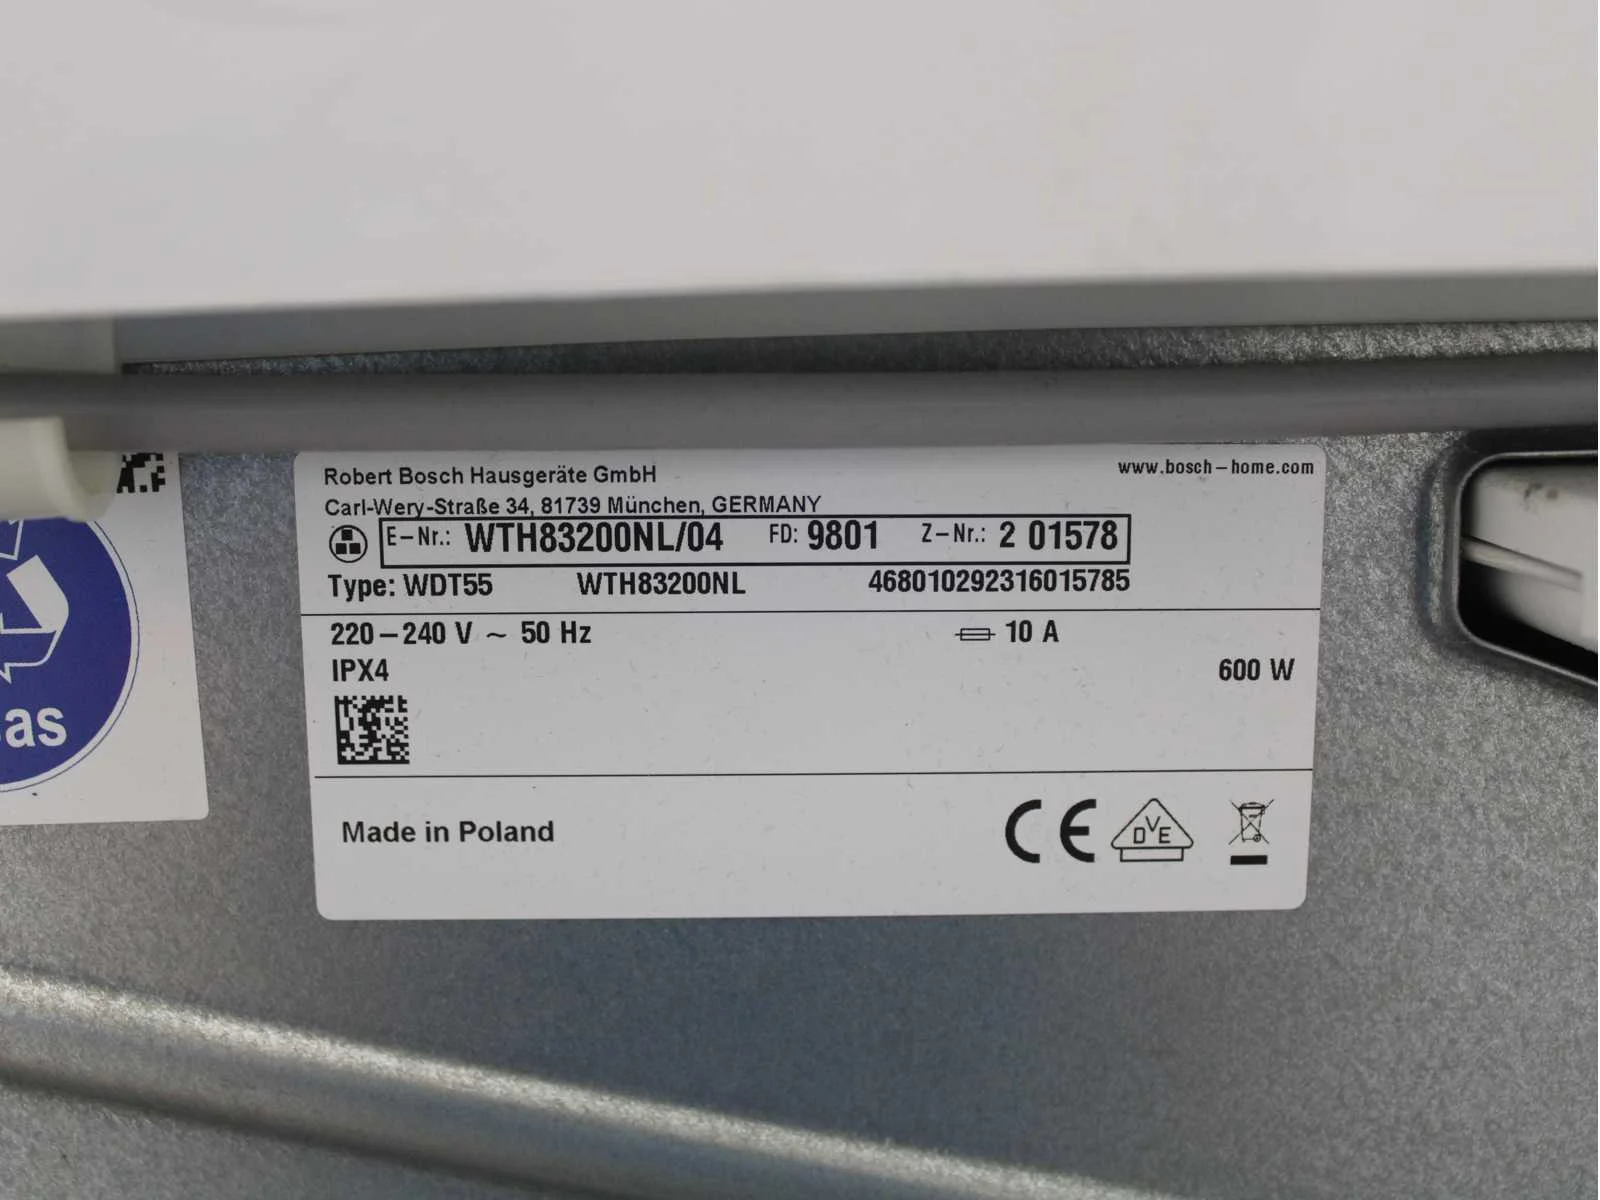 Robert Bosch Hausgeräte GmbH
www.bosch-home.com
Carl-Wery-Straße 34, 81739 München, GERMANY
E-Nr.: WTH83200NL/04 FD: 9801 Z-Nr.: 2 01578
Type: WDT55 WTH83200NL 468010292316015785
220-240 V ~ 50 Hz 10 A
IPX4 600 W
as
Made in Poland
CE DVE